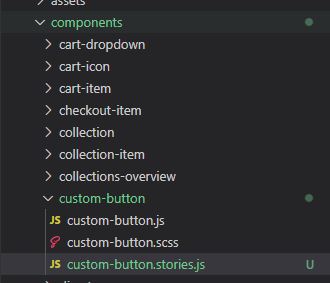 assets
components
cart-dropdown
cart-icon
cart-item
checkout-item
collection
collection-item
collections-overview
custom-button
JS custom-button.js
custom-button.scss
JS custom-button.stories.js U